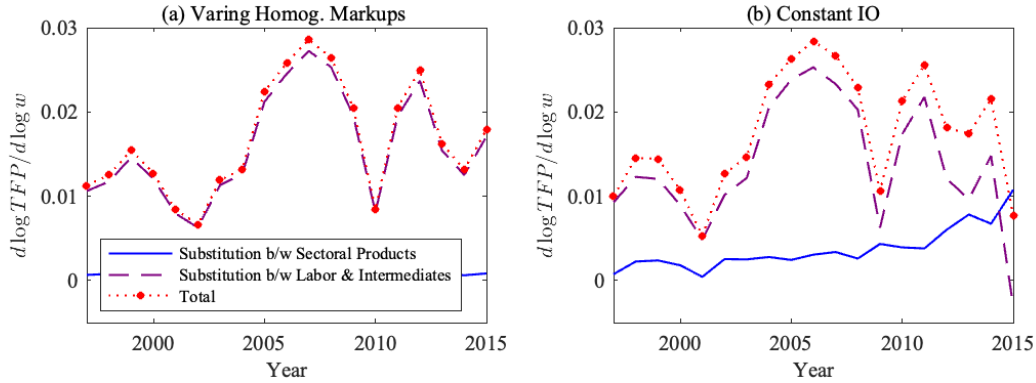 (a) Varing Homog. Markups
0.03
0.02
0.01
0
d log TFP/d log w
Substitution b/w Sectoral Products
Substitution b/w Labor & Intermediates
Total
2000
2005
2010
2015
Year
(b) Constant IO
0.03
0.02
0.01
0
d log TFP/d log w
2000
2005
2010
2015
Year